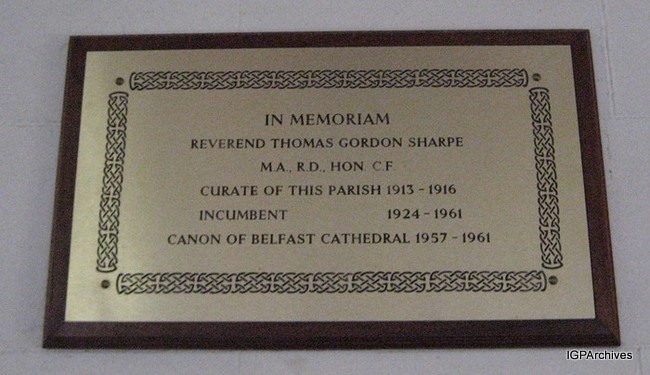 IN MEMORIAM
REVEREND THOMAS GORDON SHARPE
M.A., R.D., HON. C.F.
CURATE OF THIS PARISH 1913 - 1916
INCUMBENT 1924 - 1961
CANON OF BELFAST CATHEDRAL 1957 - 1961
IGPArchives